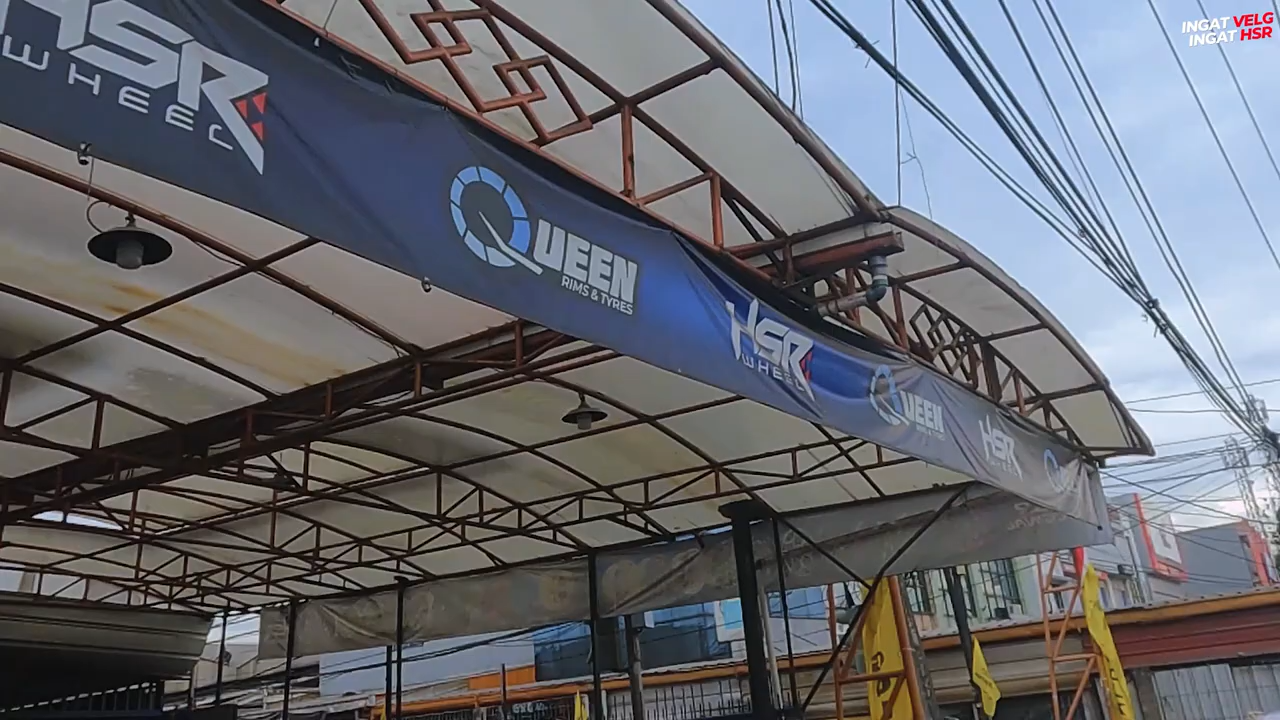 INGAT VELG
INGAT HSR
HSR
WHEEL
QUEEN
RIMS & TYRES
HSR
WHEEL
QUEEN
HSR